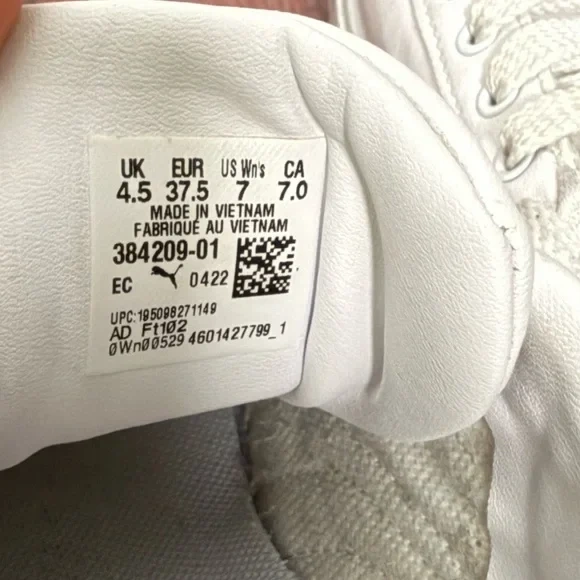 UK EUR US Wn's CA
4.5 37.5 7 7.0
MADE IN VIETNAM
FABRIQUÉ AU VIETNAM
384209-01
EC 0422
UPC:195098271149
AD Ft102
0Wn00529 4601427799_1